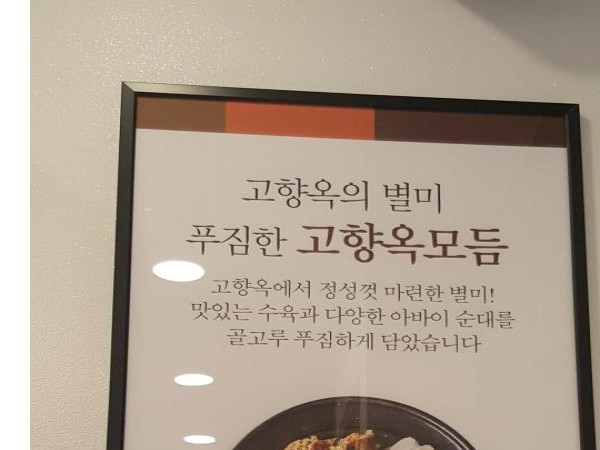 고향옥의 별미
푸짐한 고향옥모듬
고향옥에서 정성껏 마련한 별미!
맛있는 수육과 다양한 아바이 순대를
골고루 푸짐하게 담았습니다